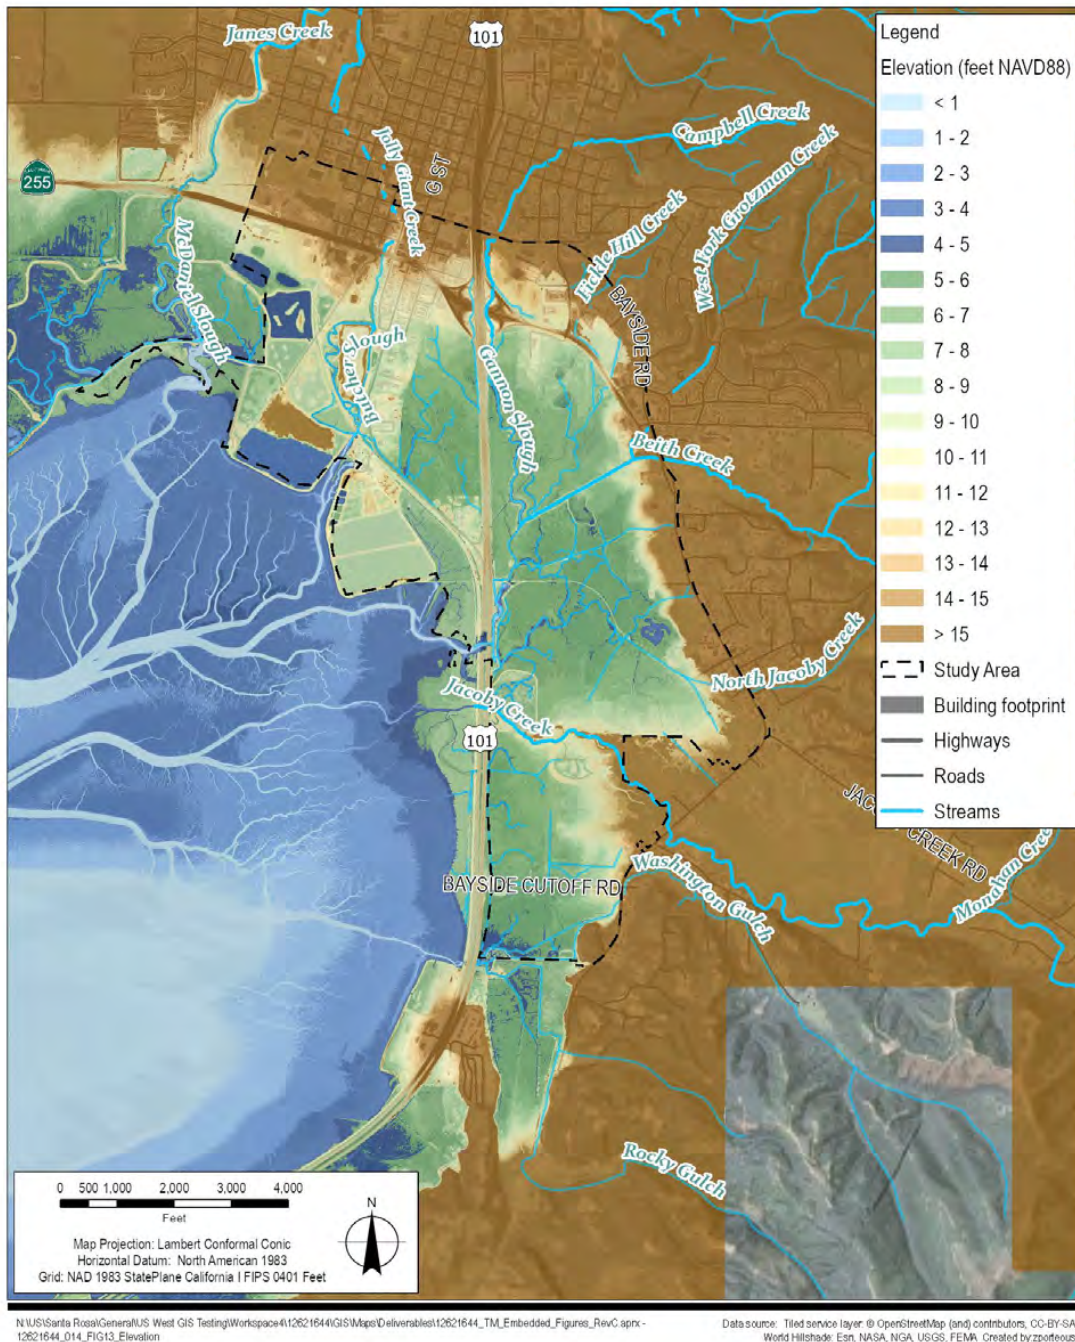 Janes Creek
101
Legend
Elevation (feet NAVD88)
< 1
1 - 2
2 - 3
3 - 4
4 - 5
5 - 6
6 - 7
7 - 8
8 - 9
9 - 10
10 - 11
11 - 12
12 - 13
13 - 14
14 - 15
> 15
Study Area
Building footprint
Highways
Roads
Streams
Campbell Creek
Jolly Giant Creek
G ST
West Fork Grotzman Creek
255
Fickle Hill Creek
McDaniel Slough
BAYSIDE RD
Butcher Slough
Gannon Slough
Beith Creek
North Jacoby Creek
Jacoby Creek
101
Washington Gulch
BAYSIDE CUTOFF RD
Monahan Cree
Rocky Gulch
0 500 1,000 2,000 3,000 4,000
Feet
N
Map Projection: Lambert Conformal Conic
Horizontal Datum: North American 1983
Grid: NAD 1983 StatePlane California I FIPS 0401 Feet
N:\US\Santa Rosa\General\US West GIS Testing\Workspace4\12621644\GIS\Maps\Deliverables\12621644_TM_Embedded_Figures_RevC.aprx -
12621644_014_FIG13_Elevation
Data source: Tiled service layer: © OpenStreetMap (and) contributors, CC-BY-SA
World Hillshade: Esri, NASA, NGA, USGS, FEMA. Created by: